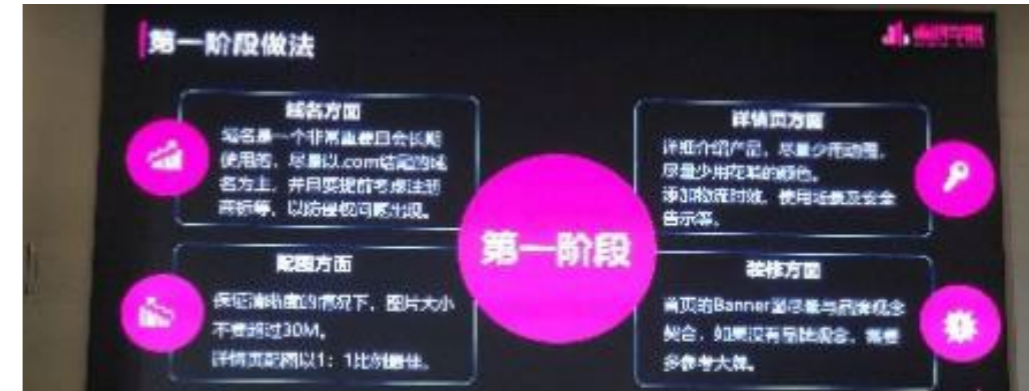 第一阶段做法
域名方面
域名是一个非常重要且会长期
使用的，尽量以.com结尾的域
名为主，并且要提前考虑注册
商标等，以防侵权问题出现。
详情页方面
详细介绍产品，尽量少用动图，
尽量少用花哨的颜色。
添加物流时效，使用场景及安全
告示等。
第一阶段
配图方面
保证清晰度的情况下，图片大小
不要超过30M。
详情页配图以1：1比例最佳。
装修方面
首页的Banner图尽量与品牌观念
契合，如果没有品牌观念，需要
多参考大牌。